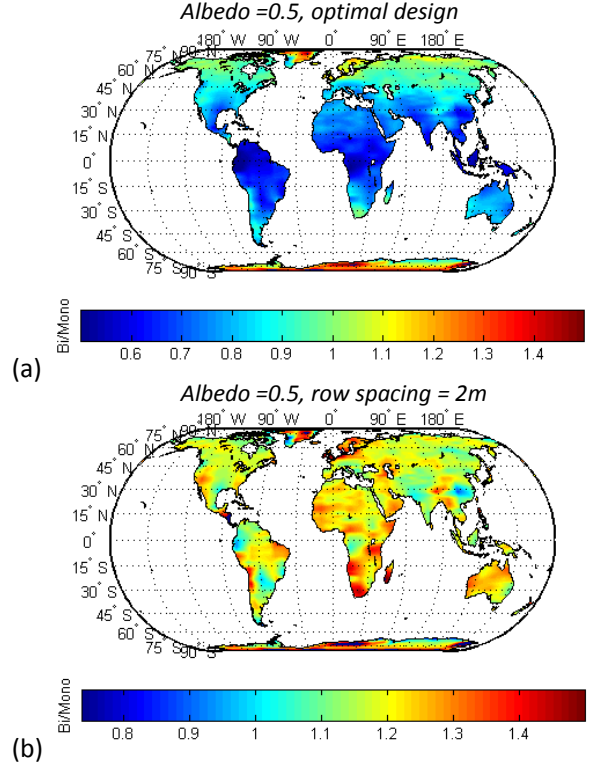 Albedo =0.5, optimal design
180° W 90° W 0° 90° E 180° E
75° N
60° N
45° N
30° N
15° N
0°
15° S
30° S
45° S
60° S
75° S
90° S
Bi/Mono
0.6 0.7 0.8 0.9 1 1.1 1.2 1.3 1.4
(a)
Albedo =0.5, row spacing = 2m
180° W 90° W 0° 90° E 180° E
75° N
60° N
45° N
30° N
15° N
0°
15° S
30° S
45° S
60° S
75° S
90° S
Bi/Mono
0.8 0.9 1 1.1 1.2 1.3 1.4
(b)